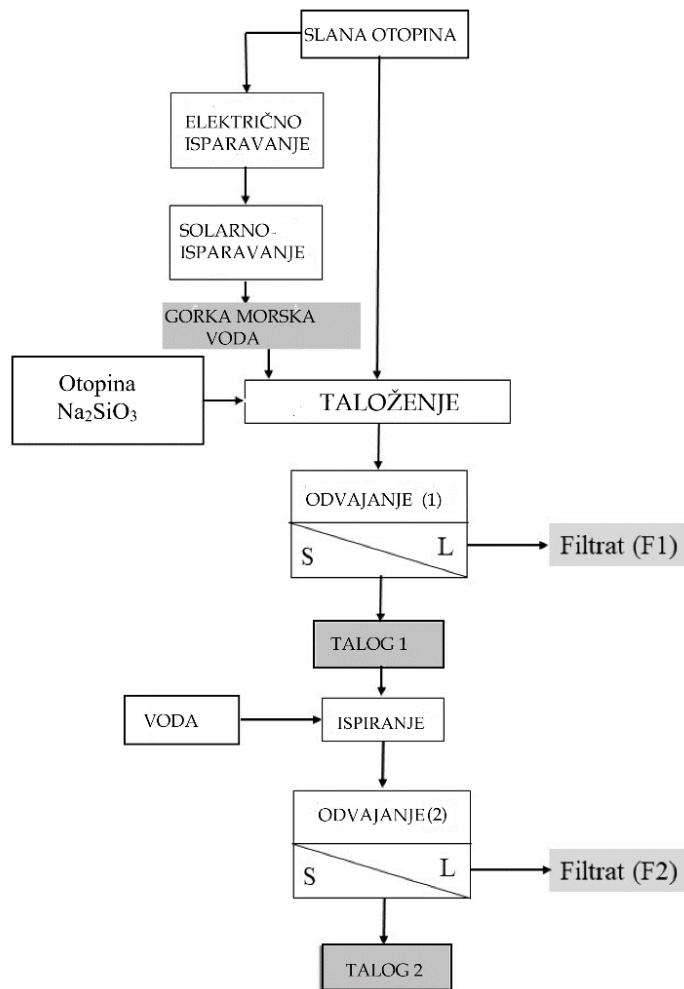 SLANA OTOPINA
ELEKTRIČNO
ISPARAVANJE
SOLARNO
ISPARAVANJE
GORKA MORSKA
VODA
Otopina
Na₂SiO₃
TALOŽENJE
ODVAJANJE (1)
S
L
Filtrat (F1)
TALOG 1
VODA
ISPIRANJE
ODVAJANJE(2)
S
L
Filtrat (F2)
TALOG 2